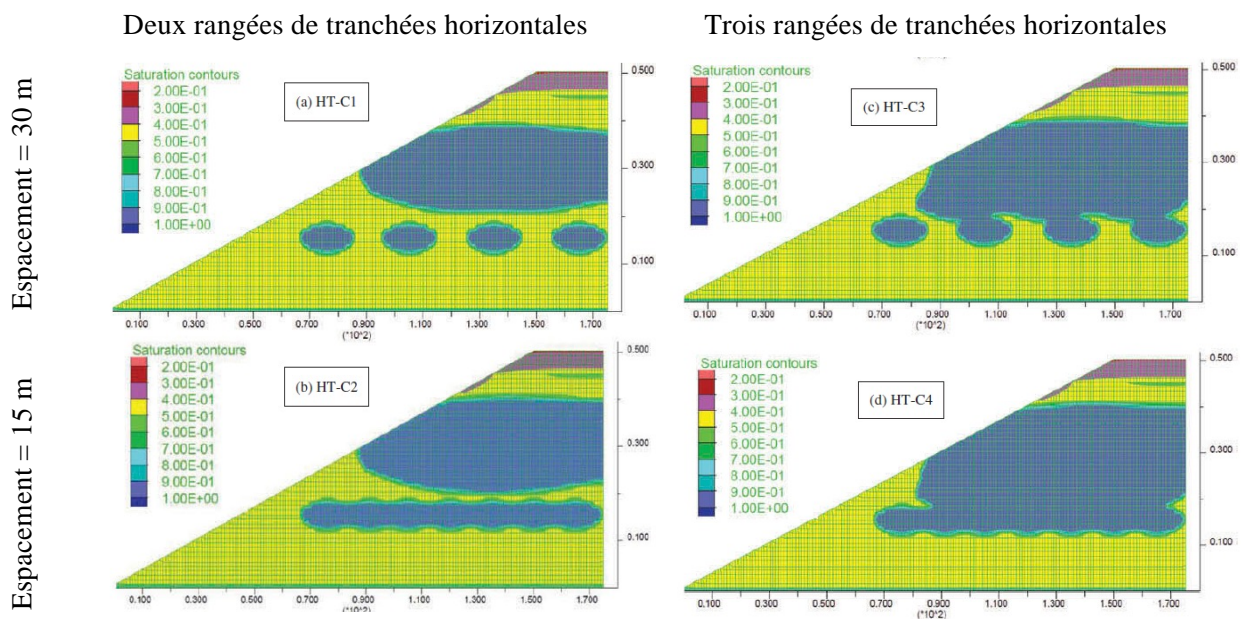 Deux rangées de tranchées horizontales
Trois rangées de tranchées horizontales
Espacement = 30 m
Saturation contours
2.00E-01
3.00E-01
4.00E-01
5.00E-01
6.00E-01
7.00E-01
8.00E-01
9.00E-01
1.00E+00
(a) HT-C1
0.500
0.300
0.100
0.100 0.300 0.500 0.700 0.900 1.100 1.300 1.500 1.700
(*10^2)
Saturation contours
2.00E-01
3.00E-01
4.00E-01
5.00E-01
6.00E-01
7.00E-01
8.00E-01
9.00E-01
1.00E+00
(c) HT-C3
0.500
0.300
0.100
0.100 0.300 0.500 0.700 0.900 1.100 1.300 1.500 1.700
(*10^2)
Espacement = 15 m
Saturation contours
2.00E-01
3.00E-01
4.00E-01
5.00E-01
6.00E-01
7.00E-01
8.00E-01
9.00E-01
1.00E+00
(b) HT-C2
0.500
0.300
0.100
0.100 0.300 0.500 0.700 0.900 1.100 1.300 1.500 1.700
(*10^2)
Saturation contours
2.00E-01
3.00E-01
4.00E-01
5.00E-01
6.00E-01
7.00E-01
8.00E-01
9.00E-01
1.00E+00
(d) HT-C4
0.500
0.300
0.100
0.100 0.300 0.500 0.700 0.900 1.100 1.300 1.500 1.700
(*10^2)